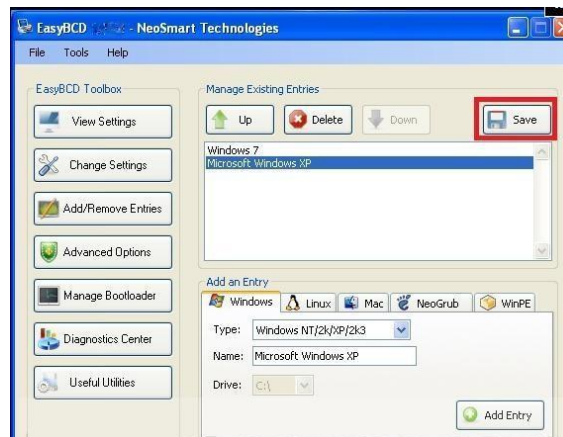 EasyBCD - NeoSmart Technologies
File Tools Help
EasyBCD Toolbox
View Settings
Change Settings
Add/Remove Entries
Advanced Options
Manage Bootloader
Diagnostics Center
Useful Utilities
Manage Existing Entries
Up Delete Down Save
Windows 7
Microsoft Windows XP
Add an Entry
Windows Linux Mac NeoGrub WinPE
Type: Windows NT/2k/XP/2k3
Name: Microsoft Windows XP
Drive: C:\
Add Entry